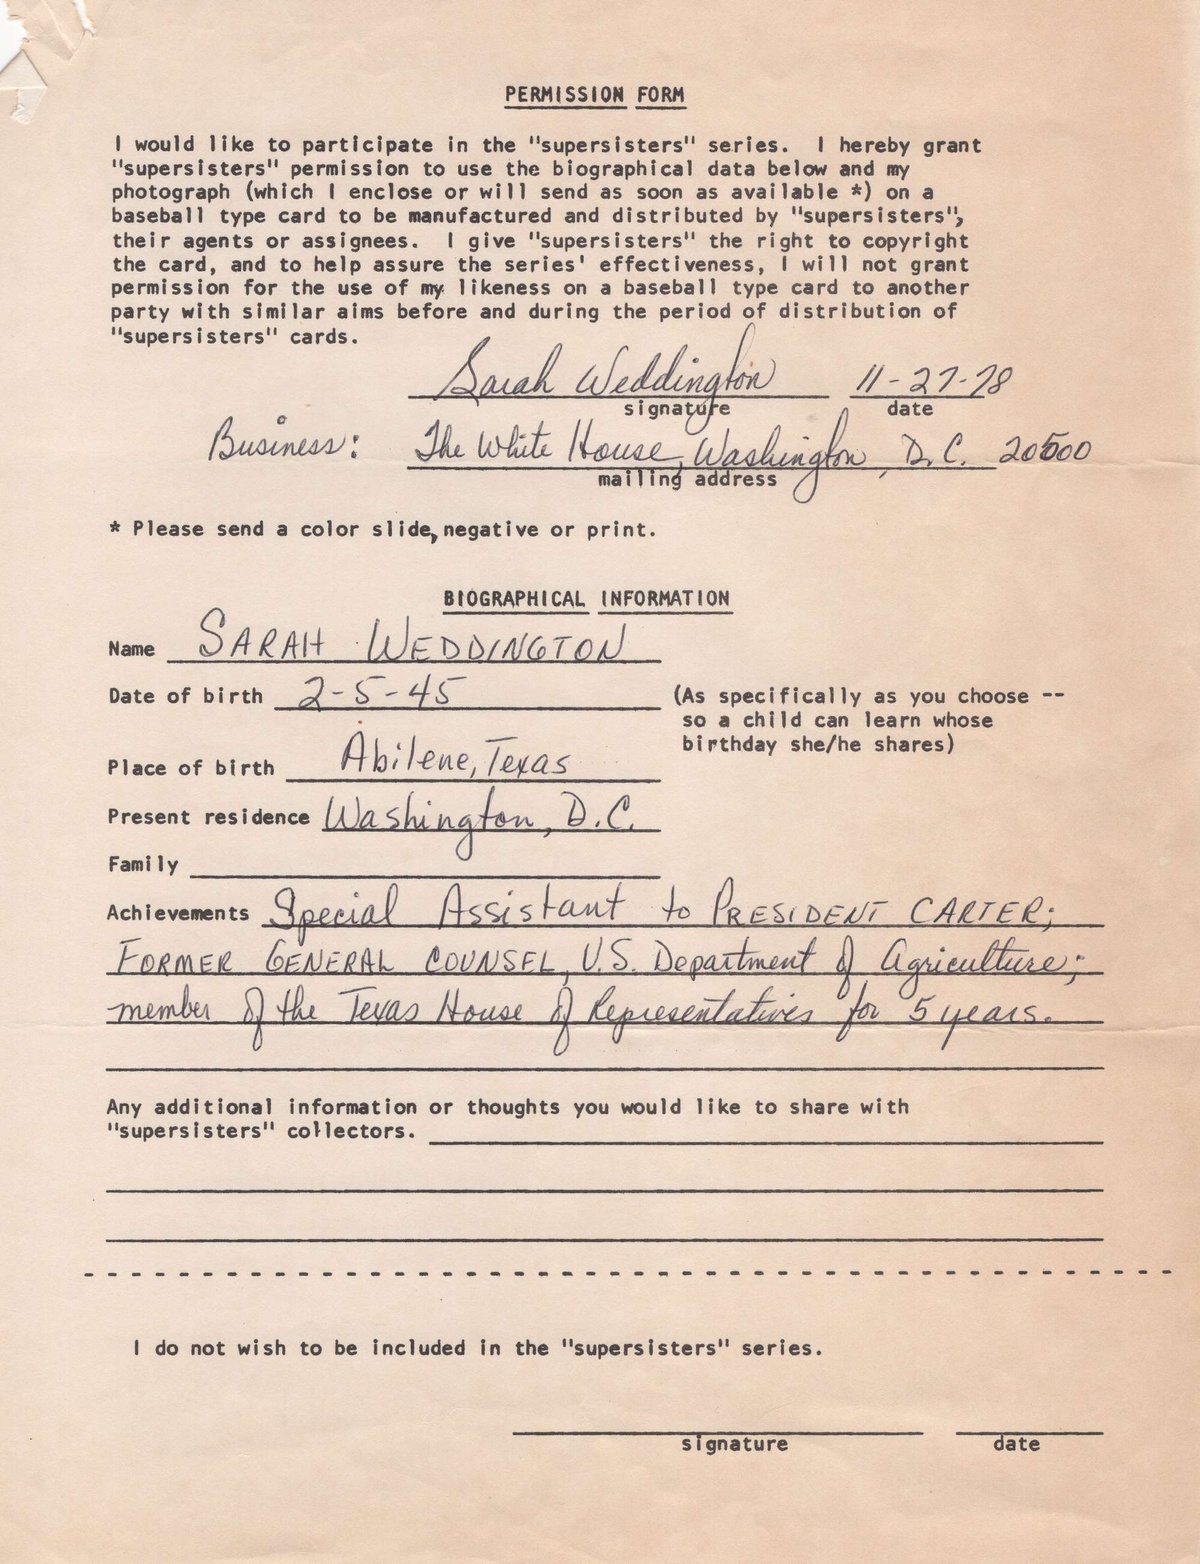 PERMISSION FORM
I would like to participate in the "supersisters" series. I hereby grant
"supersisters" permission to use the biographical data below and my
photograph (which I enclose or will send as soon as available *) on a
baseball type card to be manufactured and distributed by "supersisters",
their agents or assignees. I give "supersisters" the right to copyright
the card, and to help assure the series' effectiveness, I will not grant
permission for the use of my likeness on a baseball type card to another
party with similar aims before and during the period of distribution of
"supersisters" cards.
Sarah Weddington 11-27-78
signature date
Business: The White House, Washington, D.C. 20500
mailing address
* Please send a color slide, negative or print.
BIOGRAPHICAL INFORMATION
Name SARAH WEDDINGTON
Date of birth 2-5-45 (As specifically as you choose --
so a child can learn whose
birthday she/he shares)
Place of birth Abilene, Texas
Present residence Washington, D.C.
Family
Achievements Special Assistant to PRESIDENT CARTER;
FORMER GENERAL COUNSEL, U.S. Department of Agriculture;
member of the Texas House of Representatives for 5 years.
Any additional information or thoughts you would like to share with
"supersisters" collectors.
I do not wish to be included in the "supersisters" series.
signature date